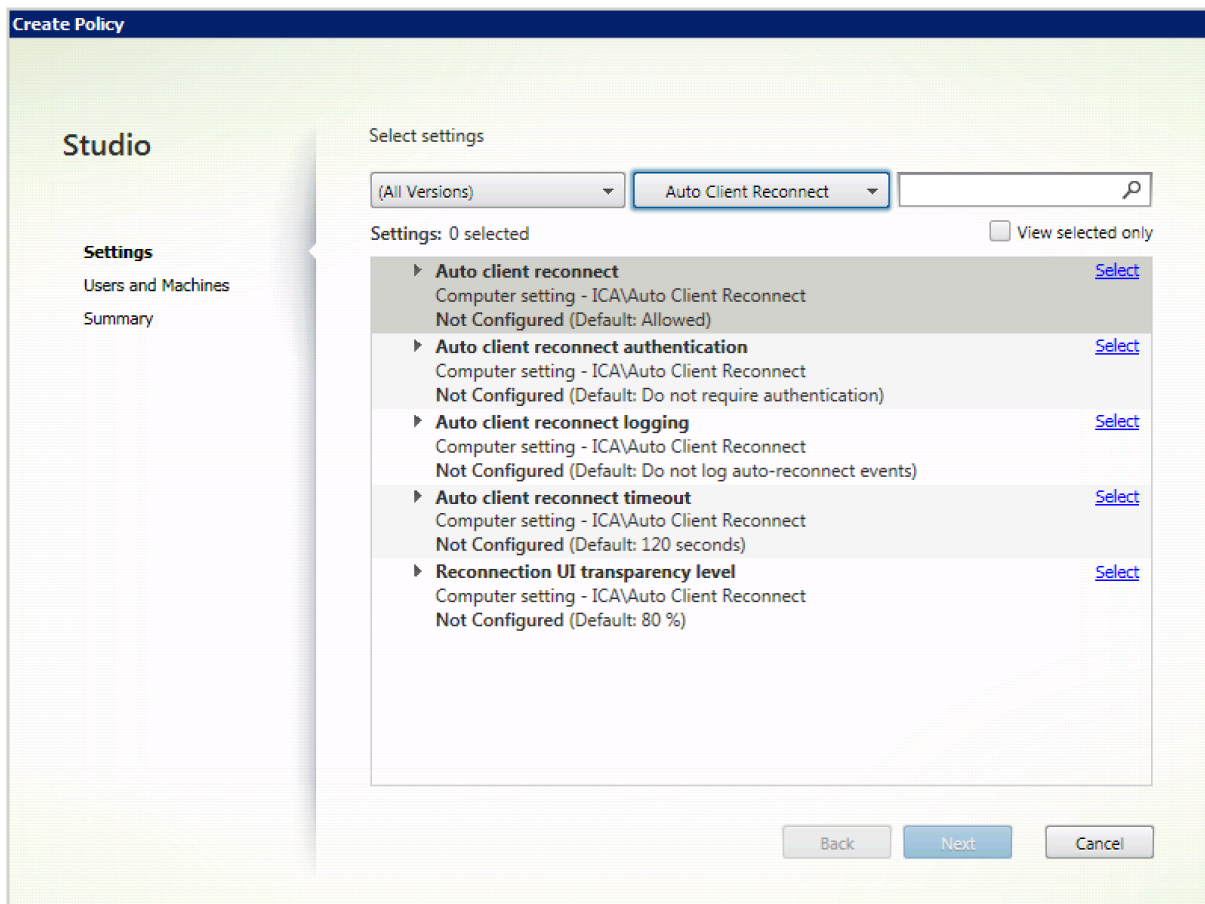 Create Policy
Studio
Settings
Users and Machines
Summary
Select settings
(All Versions)
Auto Client Reconnect
Settings: 0 selected
View selected only
Auto client reconnect
Select
Computer setting - ICA\Auto Client Reconnect
Not Configured (Default: Allowed)
Auto client reconnect authentication
Select
Computer setting - ICA\Auto Client Reconnect
Not Configured (Default: Do not require authentication)
Auto client reconnect logging
Select
Computer setting - ICA\Auto Client Reconnect
Not Configured (Default: Do not log auto-reconnect events)
Auto client reconnect timeout
Select
Computer setting - ICA\Auto Client Reconnect
Not Configured (Default: 120 seconds)
Reconnection UI transparency level
Select
Computer setting - ICA\Auto Client Reconnect
Not Configured (Default: 80 %)
Back
Next
Cancel